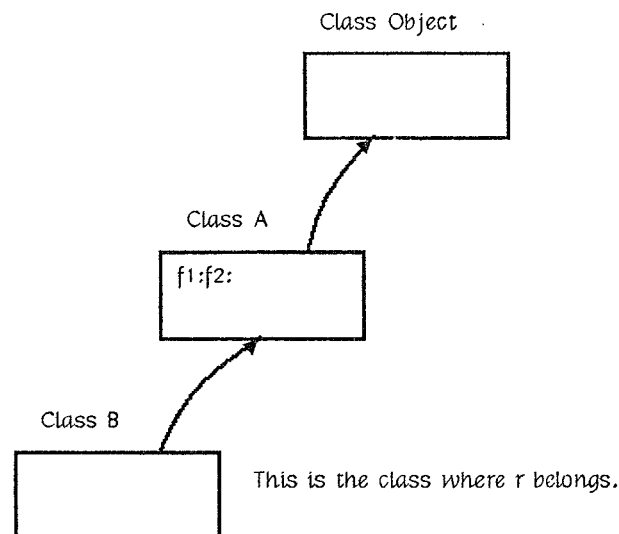 Class Object
Class A
f1:f2:
Class B
This is the class where r belongs.